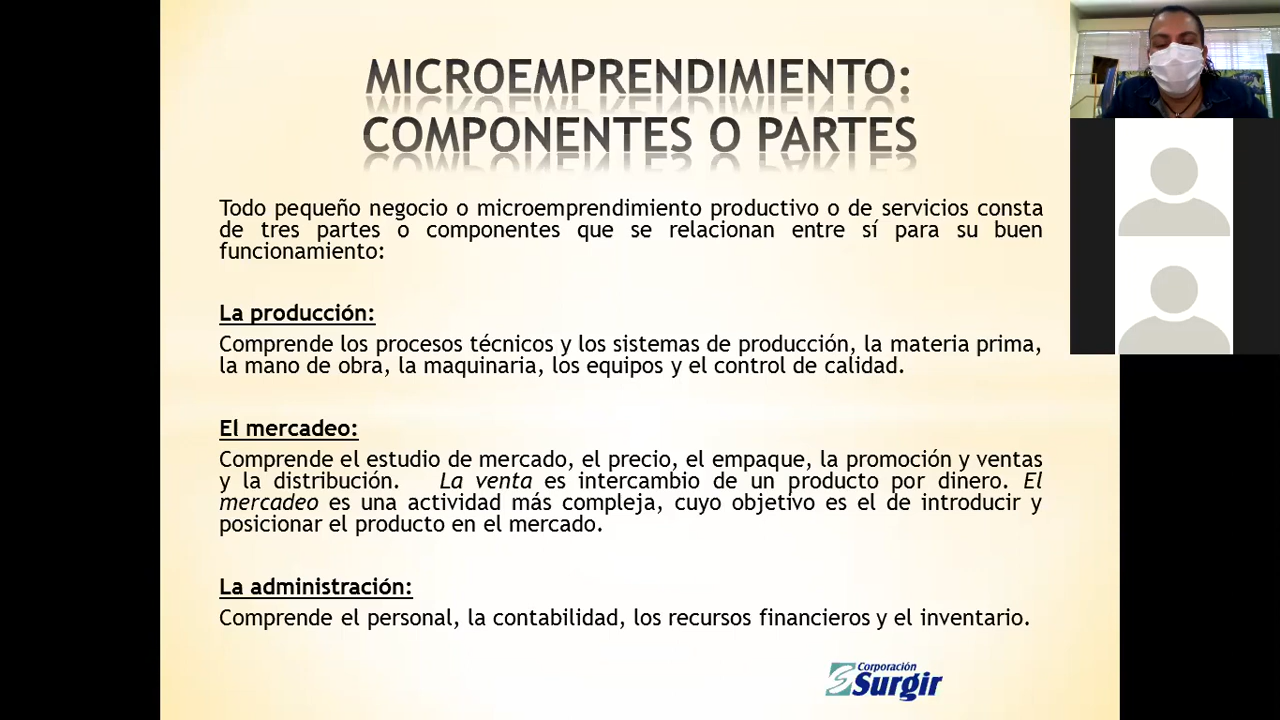 MICROEMPRENDIMIENTO:
COMPONENTES O PARTES
Todo pequeño negocio o microemprendimiento productivo o de servicios consta
de tres partes o componentes que se relacionan entre sí para su buen
funcionamiento:
La producción:
Comprende los procesos técnicos y los sistemas de producción, la materia prima,
la mano de obra, la maquinaria, los equipos y el control de calidad.
El mercadeo:
Comprende el estudio de mercado, el precio, el empaque, la promoción y ventas
y la distribución. La venta es intercambio de un producto por dinero. El
mercadeo es una actividad más compleja, cuyo objetivo es el de introducir y
posicionar el producto en el mercado.
La administración:
Comprende el personal, la contabilidad, los recursos financieros y el inventario.
Corporación
Surgir